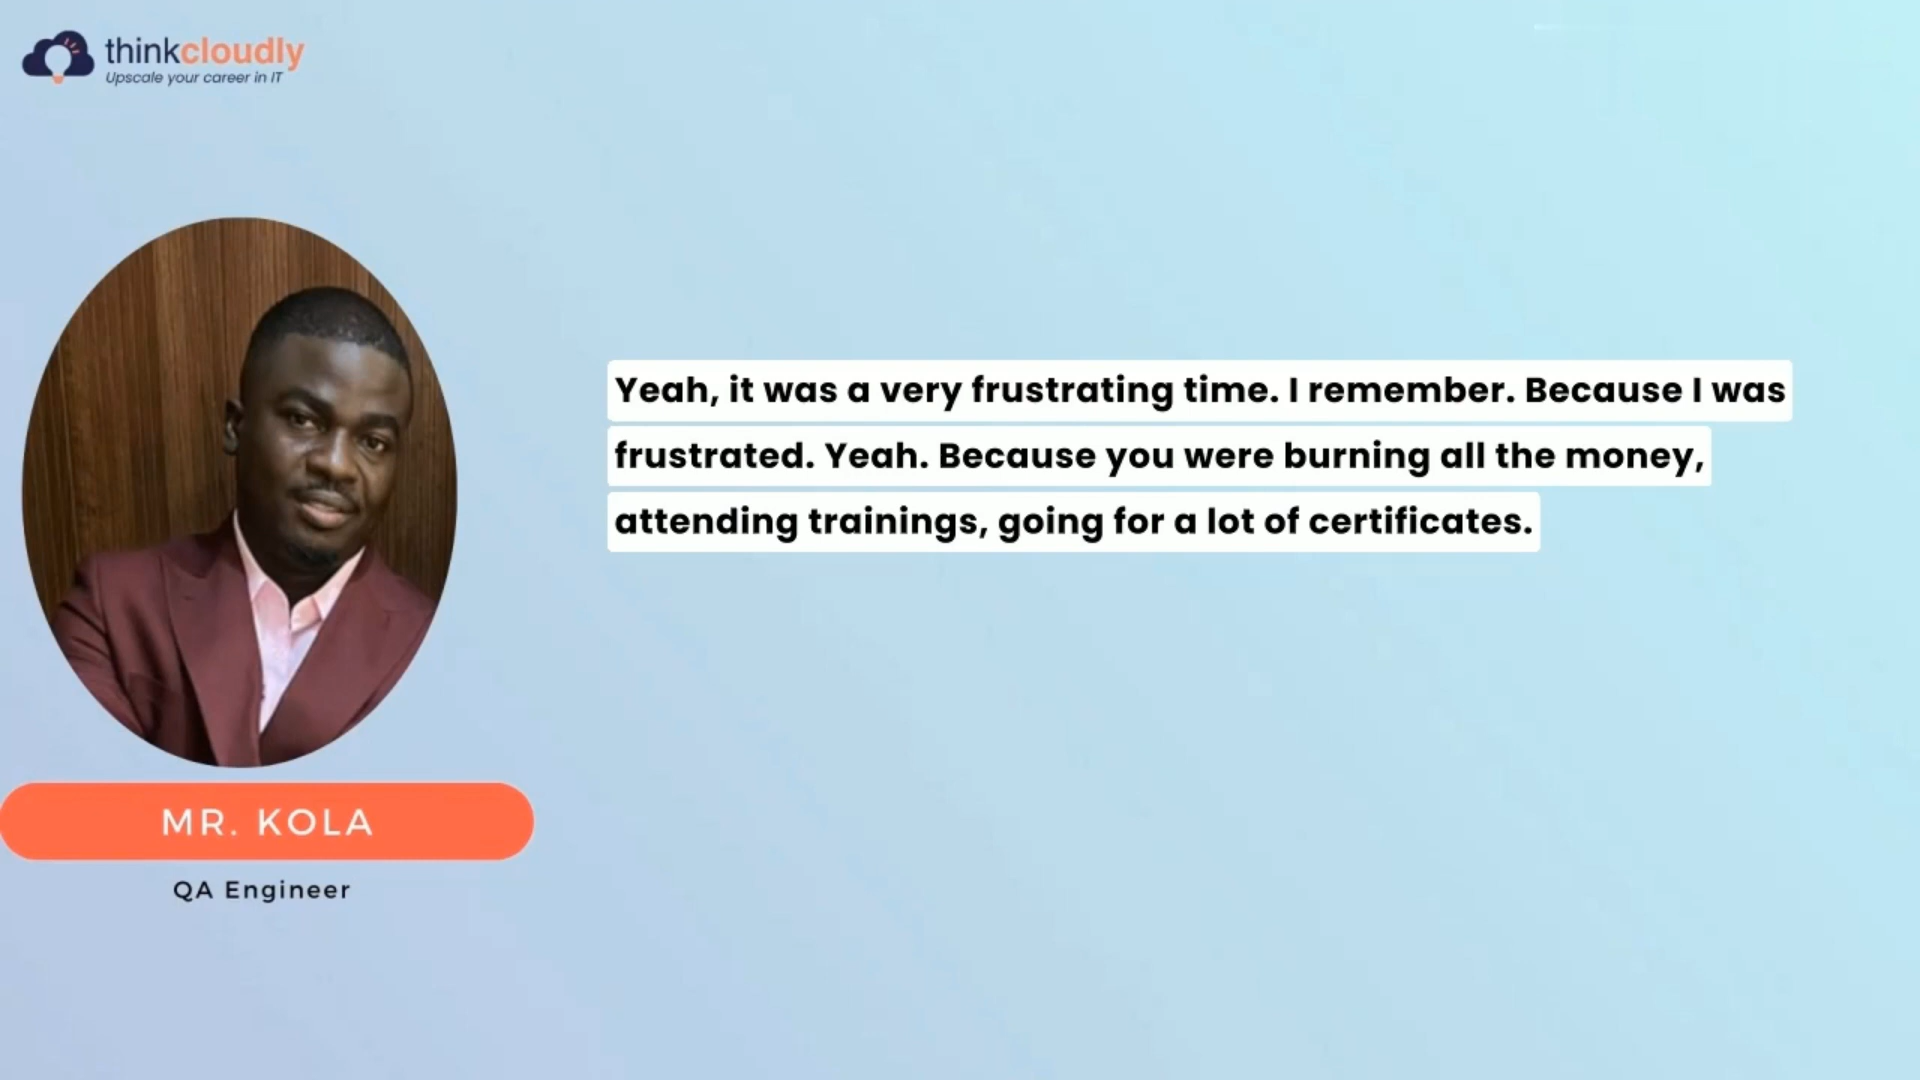 thinkcloudly
Upscale your career in IT
Yeah, it was a very frustrating time. I remember. Because I was
frustrated. Yeah. Because you were burning all the money,
attending trainings, going for a lot of certificates.
MR. KOLA
QA Engineer